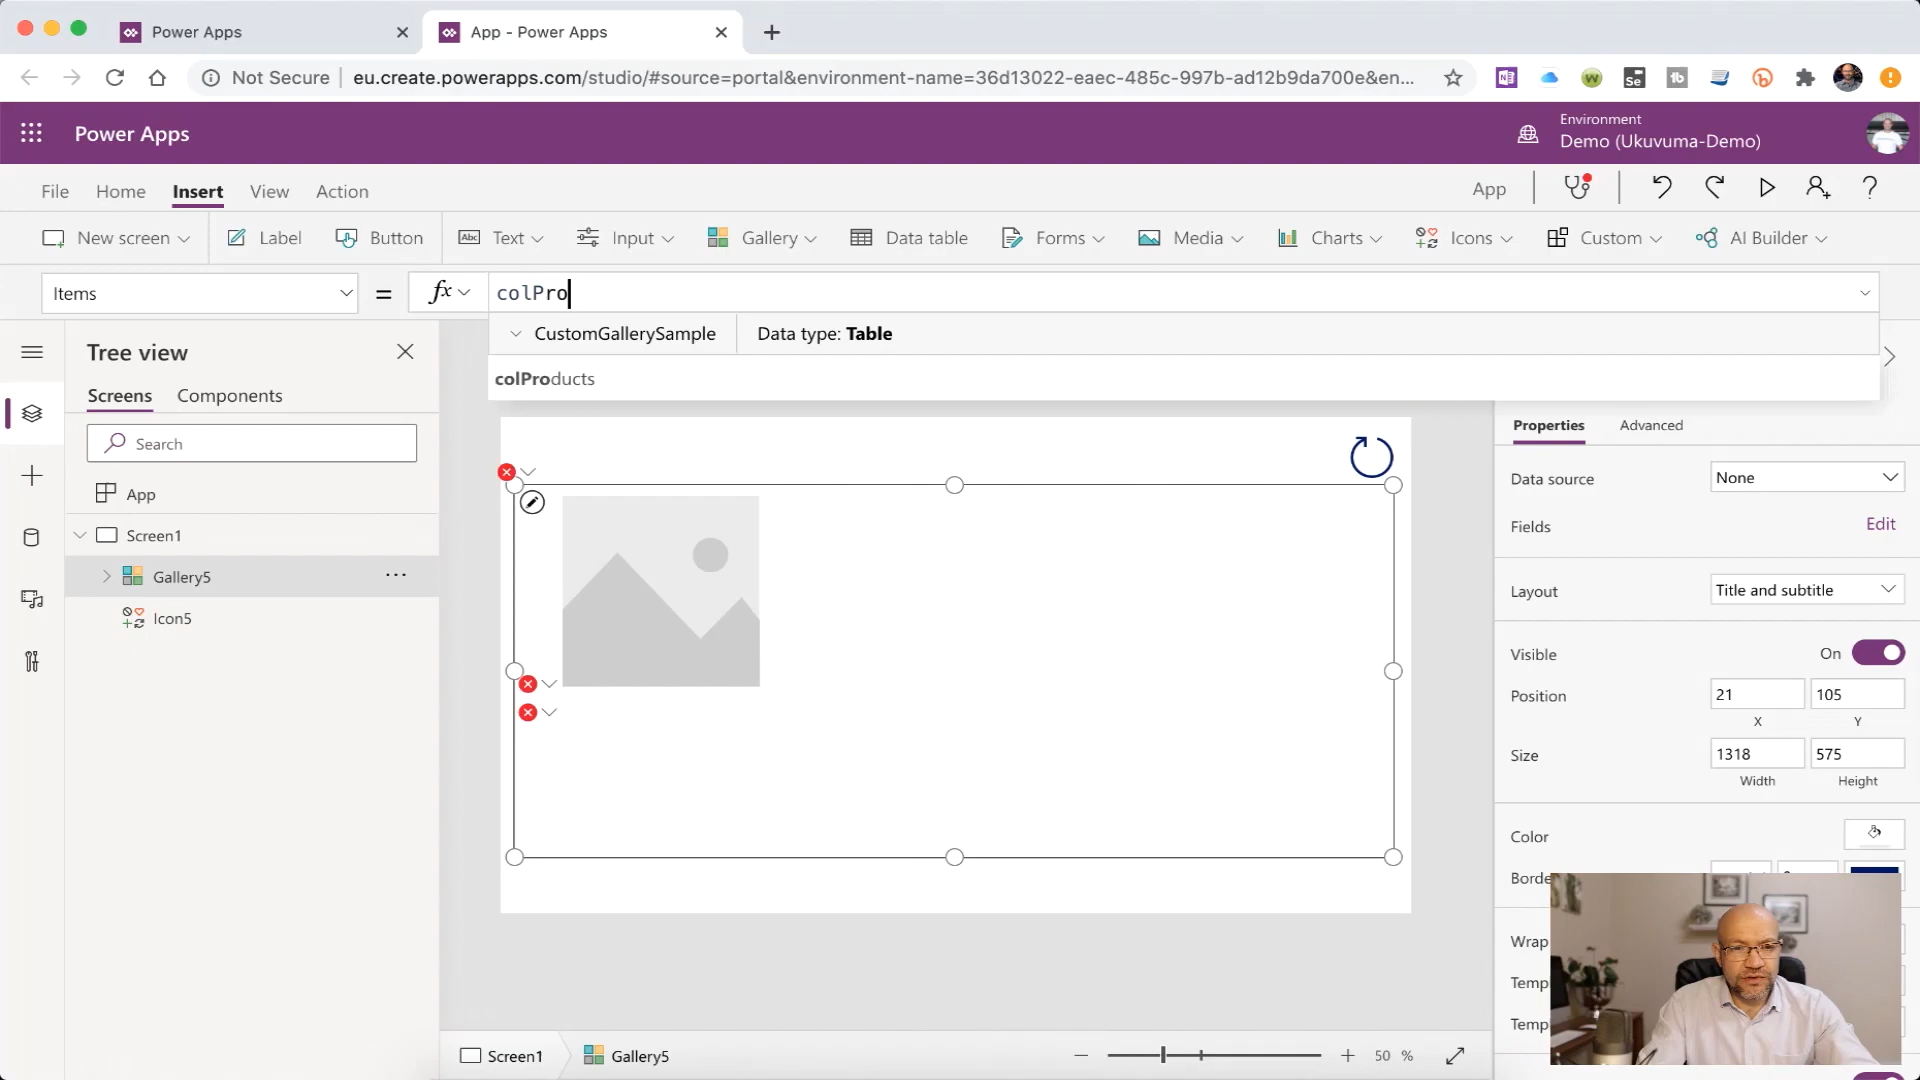 Power Apps
App - Power Apps
Not Secure
eu.create.powerapps.com/studio/#source=portal&environment-name=36d13022-eaec-485c-997b-ad12b9da700e&en...
Power Apps
Environment
Demo (Ukuvuma-Demo)
File Home Insert View Action
App
New screen Label Button Text Input Gallery Data table Forms Media Charts Icons Custom AI Builder
Items = fx colPro
CustomGallerySample Data type: Table
colProducts
Tree view
Screens Components
Search
App
Screen1
Gallery5
Icon5
Properties Advanced
Data source None
Fields Edit
Layout Title and subtitle
Visible On
Position 21 105
X Y
Size 1318 575
Width Height
Color
Borde
Wrap
Templ
Templ
Screen1 Gallery5
50 %